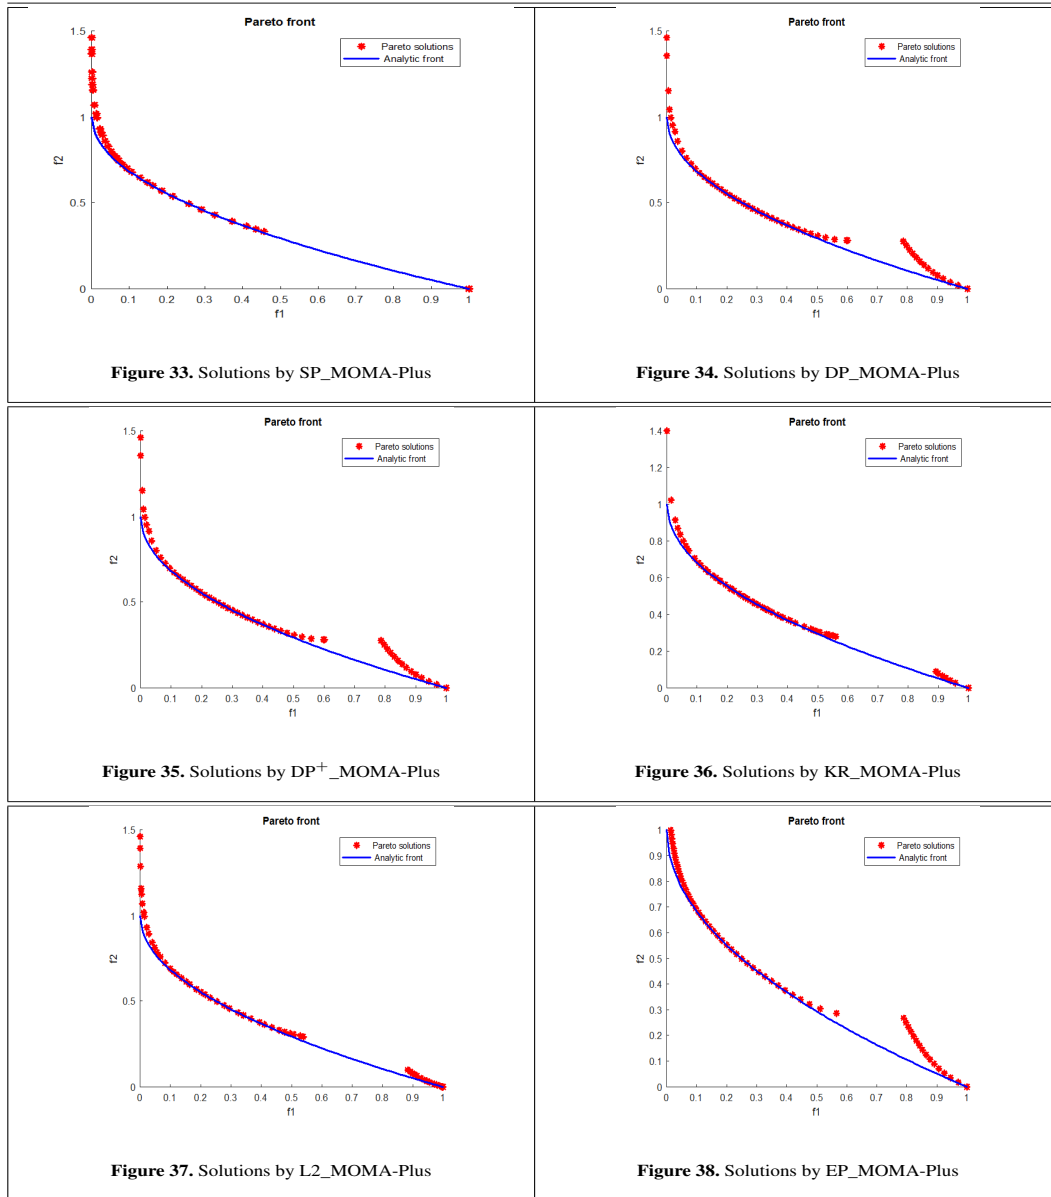 Pareto front
1.5
Pareto solutions
Analytic front
1
f2
0.5
0
0 0.1 0.2 0.3 0.4 0.5 0.6 0.7 0.8 0.9 1
f1
Figure 33. Solutions by SP_MOMA-Plus
Pareto front
1.5
Pareto solutions
Analytic front
1
f2
0.5
0
0 0.1 0.2 0.3 0.4 0.5 0.6 0.7 0.8 0.9 1
f1
Figure 34. Solutions by DP_MOMA-Plus
Pareto front
1.5
Pareto solutions
Analytic front
1
f2
0.5
0
0 0.1 0.2 0.3 0.4 0.5 0.6 0.7 0.8 0.9 1
f1
Figure 35. Solutions by DP⁺_MOMA-Plus
Pareto front
1.4
Pareto solutions
Analytic front
1.2
1
0.8
f2
0.6
0.4
0.2
0
0 0.1 0.2 0.3 0.4 0.5 0.6 0.7 0.8 0.9 1
f1
Figure 36. Solutions by KR_MOMA-Plus
Pareto front
1.5
Pareto solutions
Analytic front
1
f2
0.5
0
0 0.1 0.2 0.3 0.4 0.5 0.6 0.7 0.8 0.9 1
f1
Figure 37. Solutions by L2_MOMA-Plus
Pareto front
1
Pareto solutions
Analytic front
0.9
0.8
0.7
0.6
f2
0.5
0.4
0.3
0.2
0.1
0
0 0.1 0.2 0.3 0.4 0.5 0.6 0.7 0.8 0.9 1
f1
Figure 38. Solutions by EP_MOMA-Plus